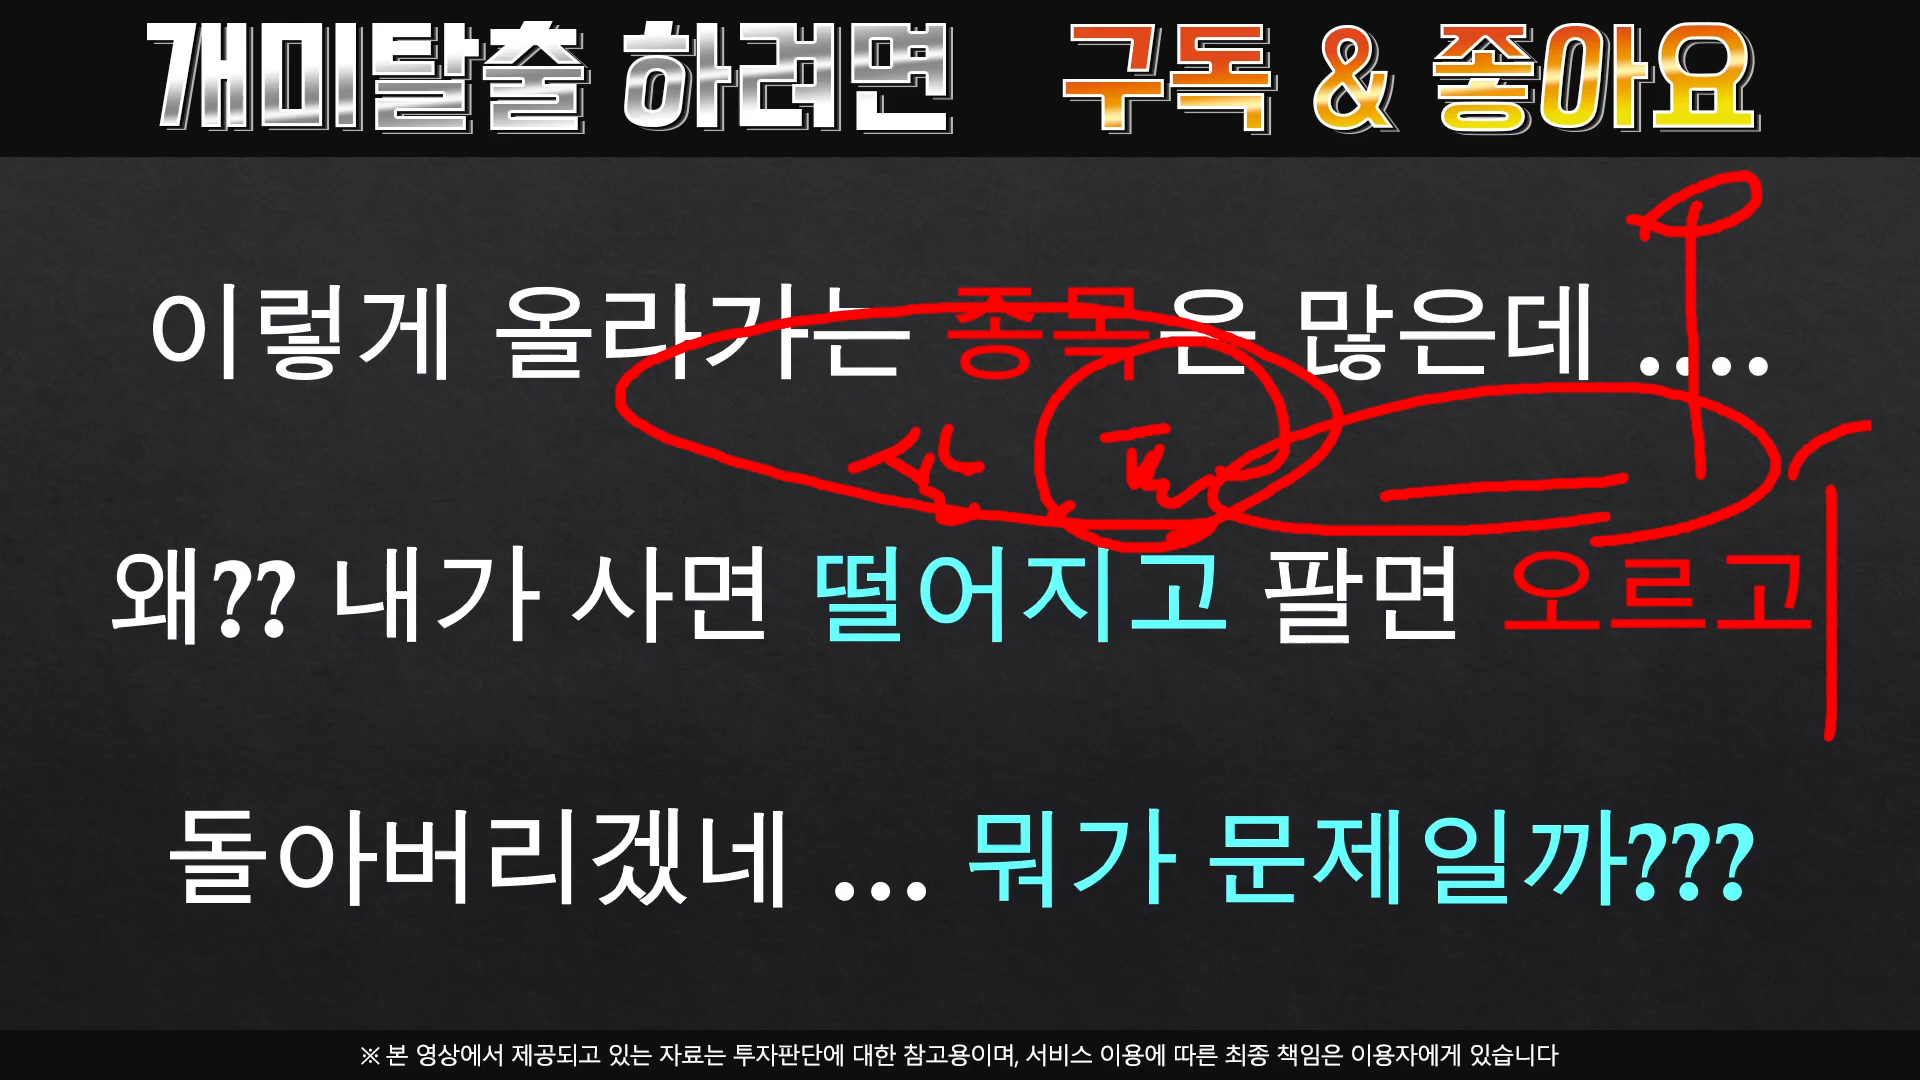 개미탈출 하려면 구독 & 좋아요
이렇게 올라가는 종목은 많은데 ....
왜?? 내가 사면 떨어지고 팔면 오르고
돌아버리겠네 ... 뭐가 문제일까???
※ 본 영상에서 제공되고 있는 자료는 투자판단에 대한 참고용이며, 서비스 이용에 따른 최종 책임은 이용자에게 있습니다